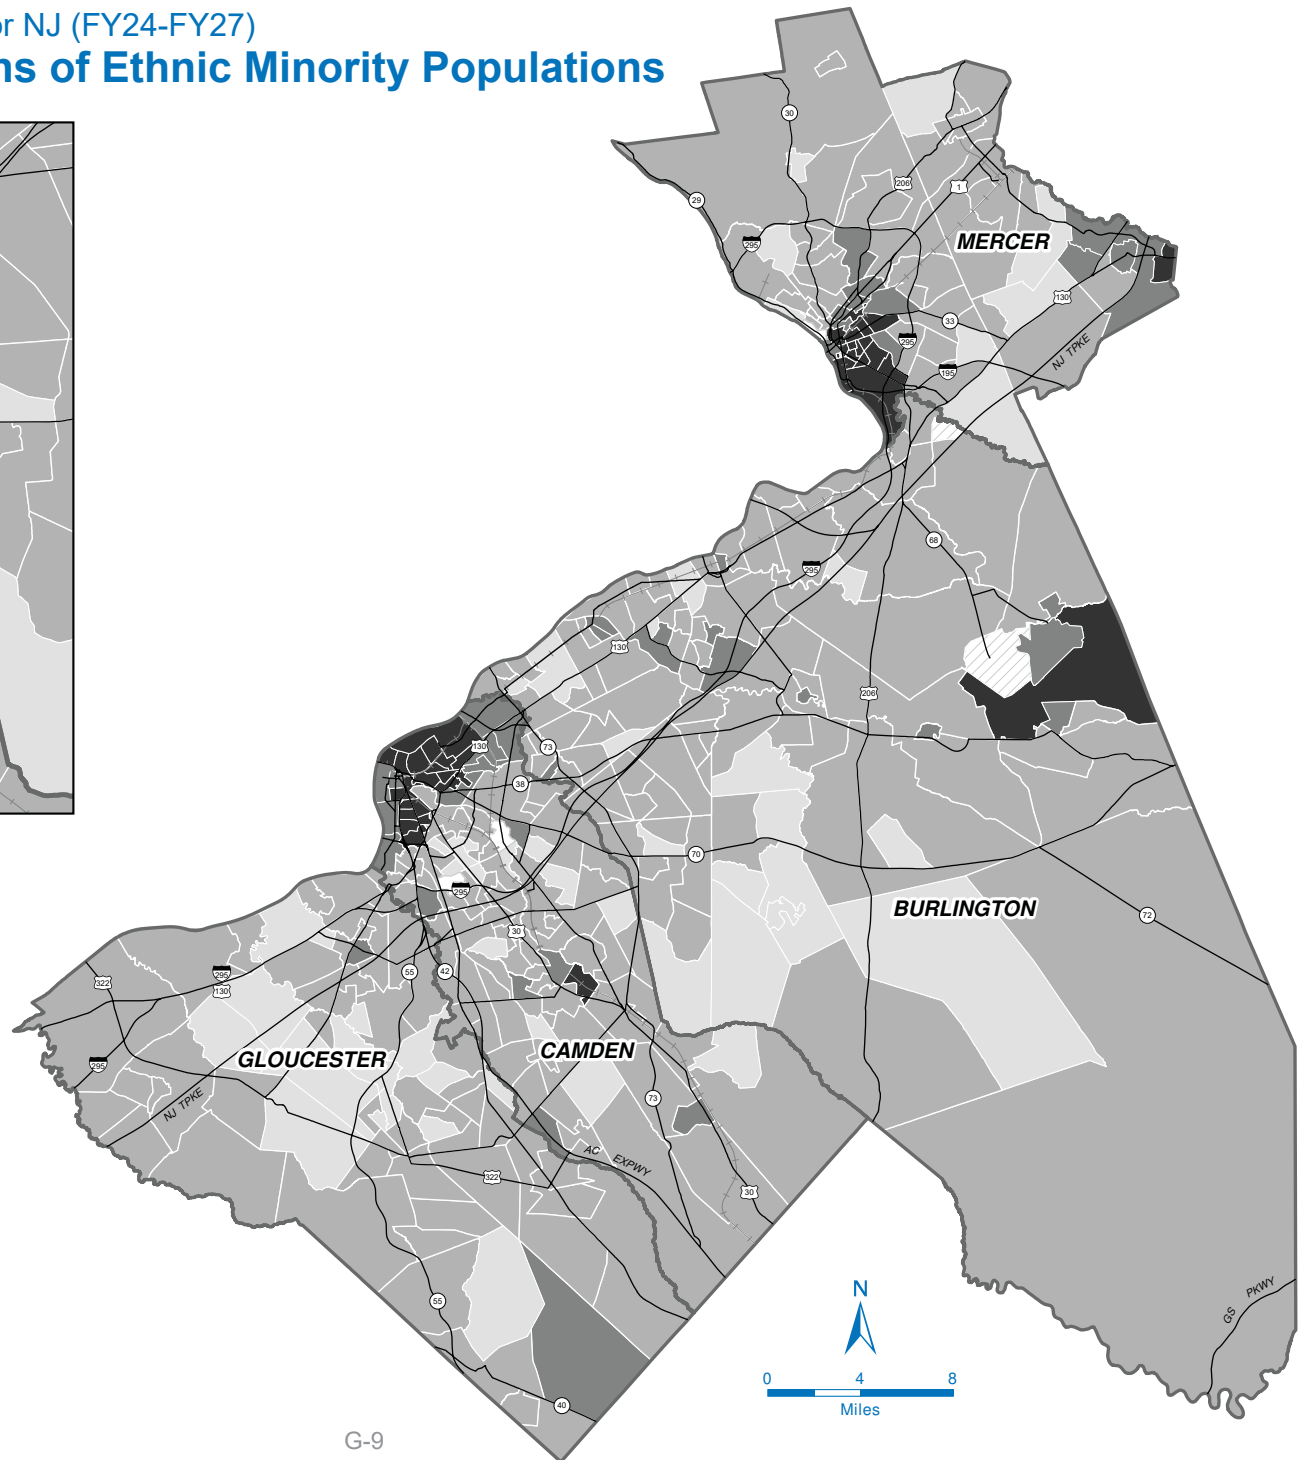 or NJ (FY24-FY27)
ns of Ethnic Minority Populations
30
29
206
1
295
MERCER
130
33
295
NJ TPKE
195
68
295
130
206
130
73
38
70
295
BURLINGTON
72
30
55
42
295
130
322
GLOUCESTER
CAMDEN
295
73
NJ TPKE
AC EXPWY
322
30
N
GS PKWY
55
0 4 8
Miles
40
G-9